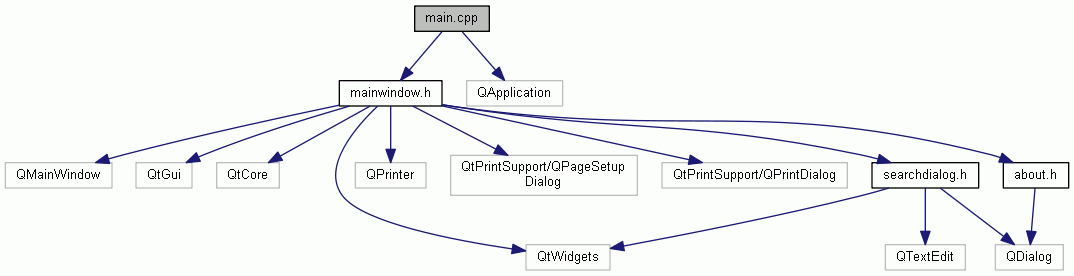 main.cpp
mainwindow.h
QApplication
QMainWindow
QtGui
QtCore
QPrinter
QtPrintSupport/QPageSetup
Dialog
QtPrintSupport/QPrintDialog
searchdialog.h
about.h
QtWidgets
QTextEdit
QDialog